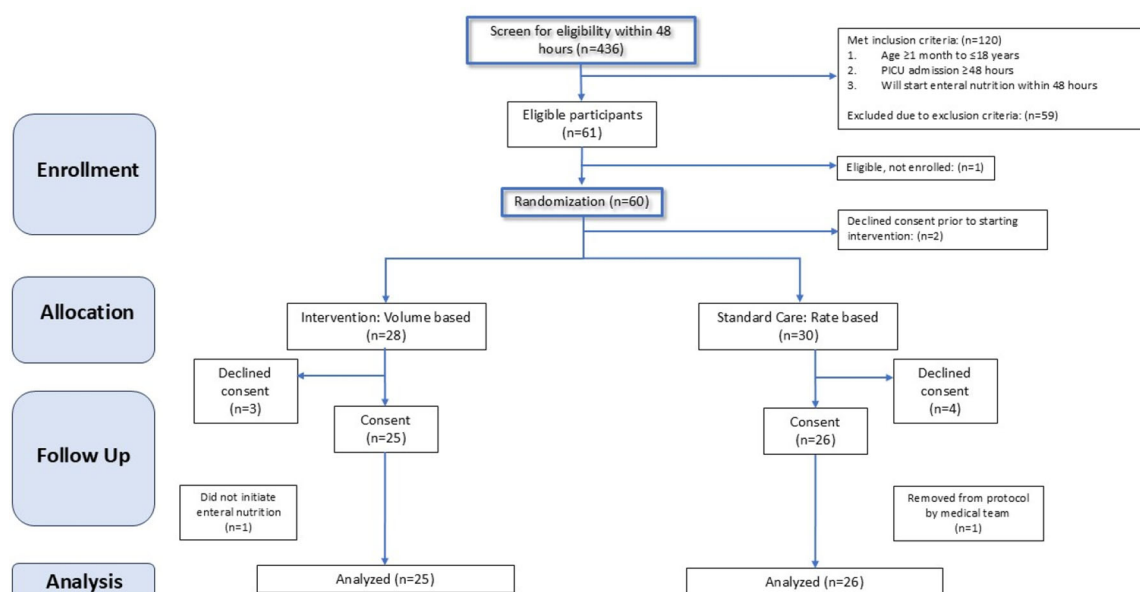 Screen for eligibility within 48
hours (n=436)
Met inclusion criteria: (n=120)
1. Age ≥1 month to ≤18 years
2. PICU admission ≥48 hours
3. Will start enteral nutrition within 48 hours
Excluded due to exclusion criteria: (n=59)
Eligible participants
(n=61)
Enrollment
Eligible, not enrolled: (n=1)
Randomization (n=60)
Declined consent prior to starting
intervention: (n=2)
Allocation
Intervention: Volume based
(n=28)
Standard Care: Rate based
(n=30)
Declined
consent
(n=3)
Declined
consent
(n=4)
Consent
(n=25)
Consent
(n=26)
Follow Up
Did not initiate
enteral nutrition
(n=1)
Removed from protocol
by medical team
(n=1)
Analysis
Analyzed (n=25)
Analyzed (n=26)